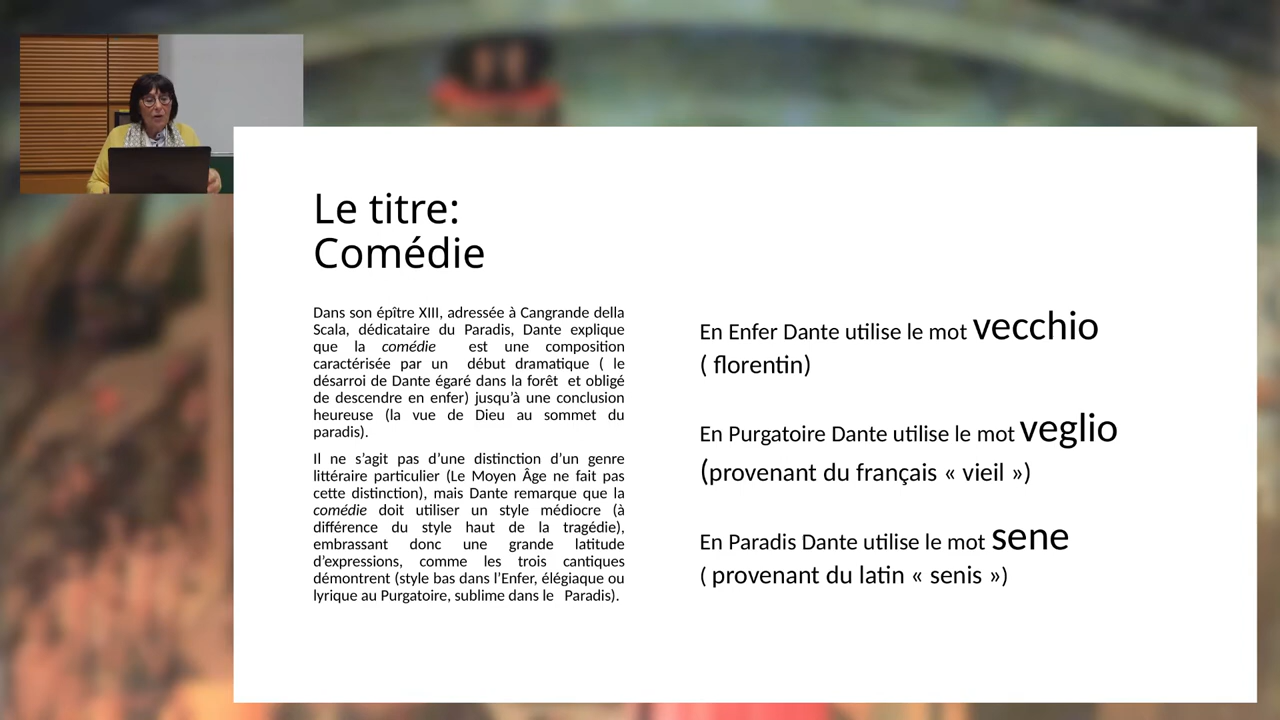 Le titre:
Comédie
Dans son épître XIII, adressée à Cangrande della
Scala, dédicataire du Paradis, Dante explique
que la comédie est une composition
caractérisée par un début dramatique ( le
désarroi de Dante égaré dans la forêt et obligé
de descendre en enfer) jusqu’à une conclusion
heureuse (la vue de Dieu au sommet du
paradis).
Il ne s’agit pas d’une distinction d’un genre
littéraire particulier (Le Moyen Âge ne fait pas
cette distinction), mais Dante remarque que la
comédie doit utiliser un style médiocre (à
différence du style haut de la tragédie),
embrassant donc une grande latitude
d’expressions, comme les trois cantiques
démontrent (style bas dans l’Enfer, élégiaque ou
lyrique au Purgatoire, sublime dans le Paradis).
En Enfer Dante utilise le mot vecchio
( florentin)
En Purgatoire Dante utilise le mot veglio
(provenant du français « vieil »)
En Paradis Dante utilise le mot sene
( provenant du latin « senis »)